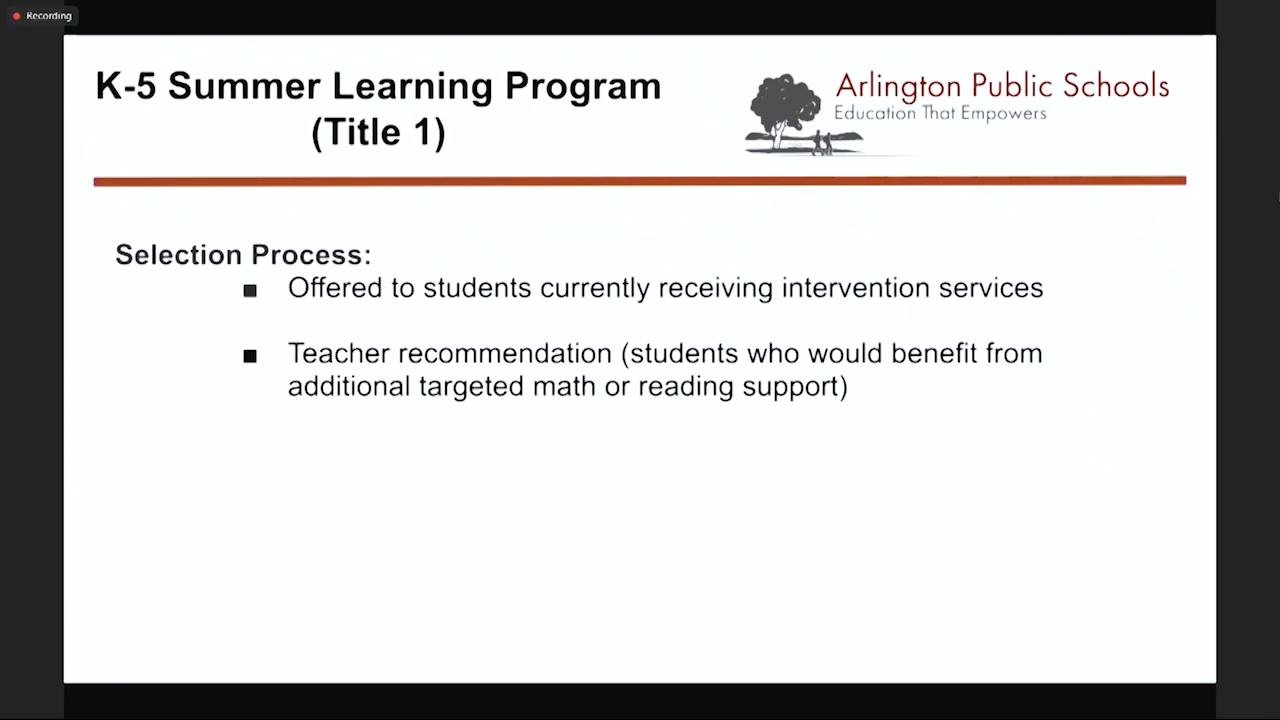 Recording
K-5 Summer Learning Program
(Title 1)
Arlington Public Schools
Education That Empowers
Selection Process:
■ Offered to students currently receiving intervention services
■ Teacher recommendation (students who would benefit from
additional targeted math or reading support)